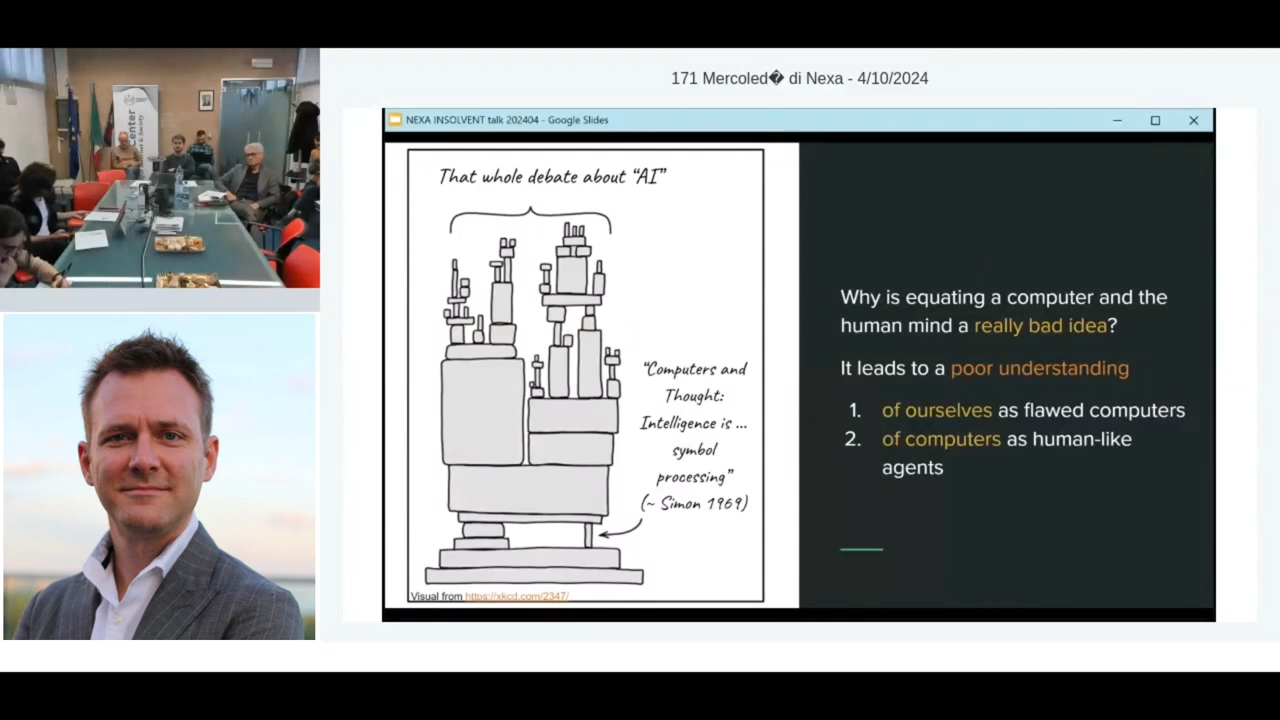 171 Mercoled� di Nexa - 4/10/2024
NEXA INSOLVENT talk 202404 - Google Slides
That whole debate about “AI”
“Computers and
Thought:
Intelligence is ...
symbol
processing”
(~ Simon 1969)
Visual from https://xkcd.com/2347/
Why is equating a computer and the
human mind a really bad idea?
It leads to a poor understanding
1. of ourselves as flawed computers
2. of computers as human-like
agents